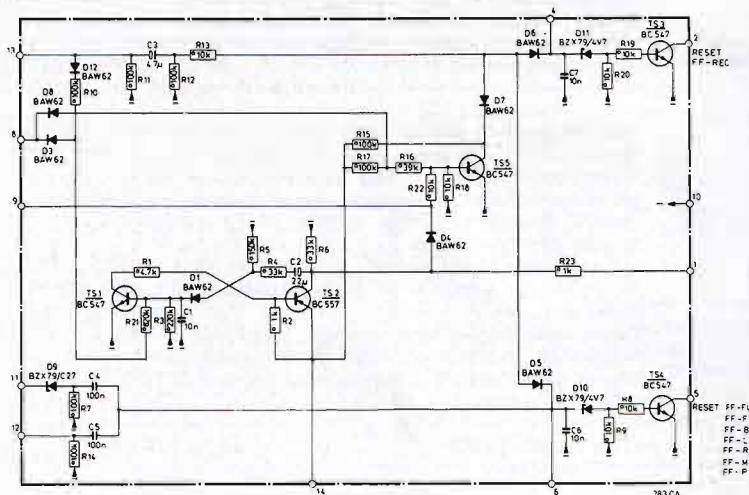 4
13
C3
4.7µ
R13
10k
D12
BAW62
R10
100k
R11
100k
R12
100k
D6
BAW62
D11
BZX79/4V7
R19
10k
TS3
BC547
2
RESET
FF-REC
C7
10n
R20
10k
D8
BAW62
8
D3
BAW62
D7
BAW62
R15
100k
R17
100k
R16
39k
TS5
BC547
R22
10k
R18
10k
9
10
D4
BAW62
R5
R6
33k
R1
4.7k
R4
33k
C2
22µ
R23
1k
1
D1
BAW62
TS1
BC547
TS2
BC557
R21
820k
R3
220k
C1
10n
R2
1k
D9
BZX79/C27
11
C4
100n
R7
100k
12
C5
100n
R14
100k
D5
BAW62
D10
BZX79/4V7
R8
10k
TS4
BC547
5
RESET
C6
10n
R9
10k
14
6
283CA